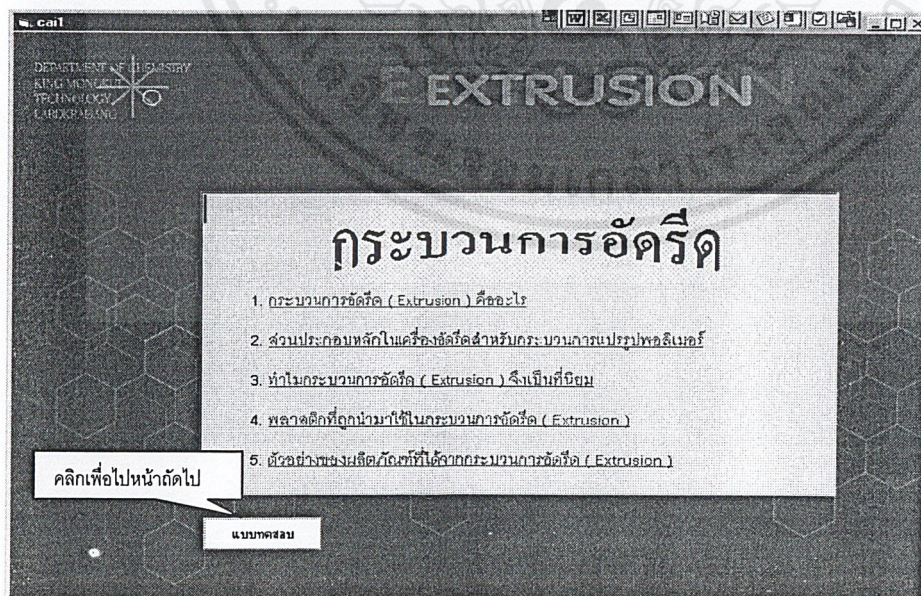 cai1
DEPARTMENT OF CHEMISTRY
KING MONGKUT
TECHNOLOGY
LADKRABANG
EXTRUSION
กระบวนการอัดรีด
1. กระบวนการอัดรีด ( Extrusion ) คืออะไร
2. ส่วนประกอบหลักในเครื่องอัดรีดสำหรับกระบวนการแปรรูปพอลิเมอร์
3. ทำไมกระบวนการอัดรีด ( Extrusion ) จึงเป็นที่นิยม
4. พลาสติกที่ถูกนำมาใช้ในกระบวนการอัดรีด ( Extrusion )
5. ตัวอย่างของผลิตภัณฑ์ที่ได้จากกระบวนการอัดรีด ( Extrusion )
คลิกเพื่อไปหน้าถัดไป
แบบทดสอบ